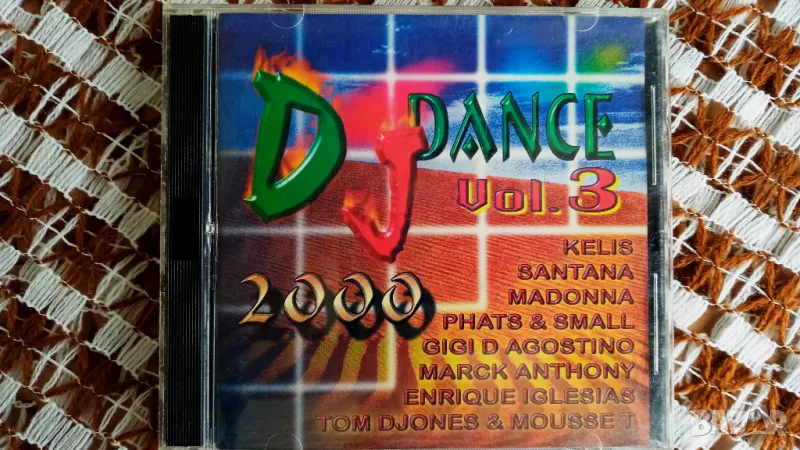 DJ DANCE
Vol. 3
2000
KELIS
SANTANA
MADONNA
PHATS & SMALL
GIGI D AGOSTINO
MARCK ANTHONY
ENRIQUE IGLESIAS
TOM DJONES & MOUSSE T